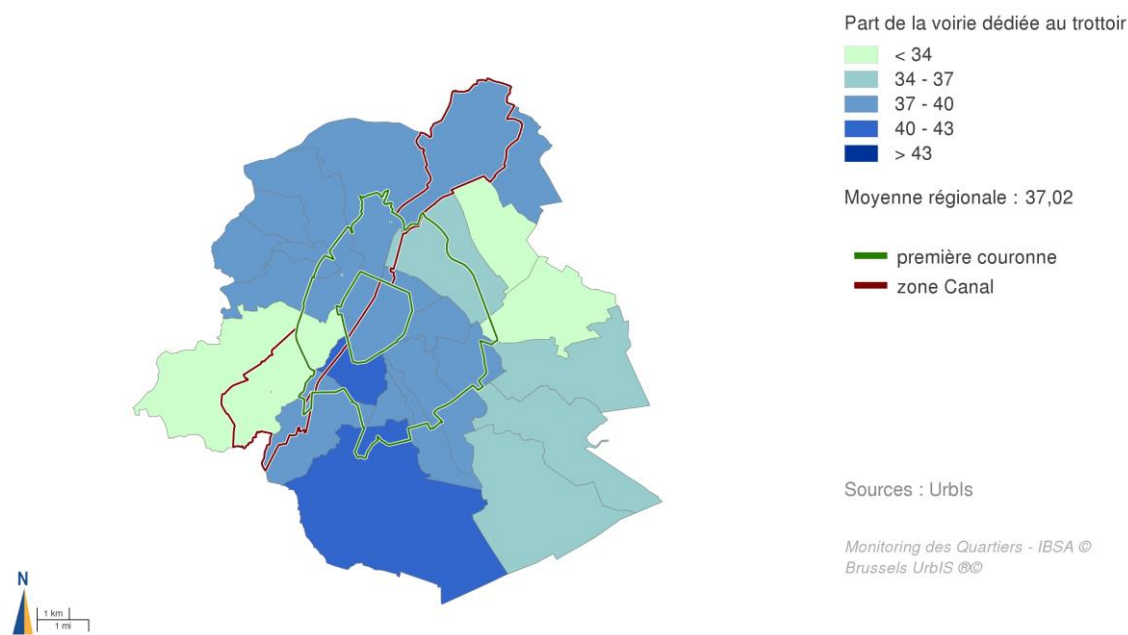 Part de la voirie dédiée au trottoir
< 34
34 - 37
37 - 40
40 - 43
> 43
Moyenne régionale : 37,02
première couronne
zone Canal
Sources : UrbIs
Monitoring des Quartiers - IBSA ©
Brussels UrbIS ®©
N
1 km
1 mi